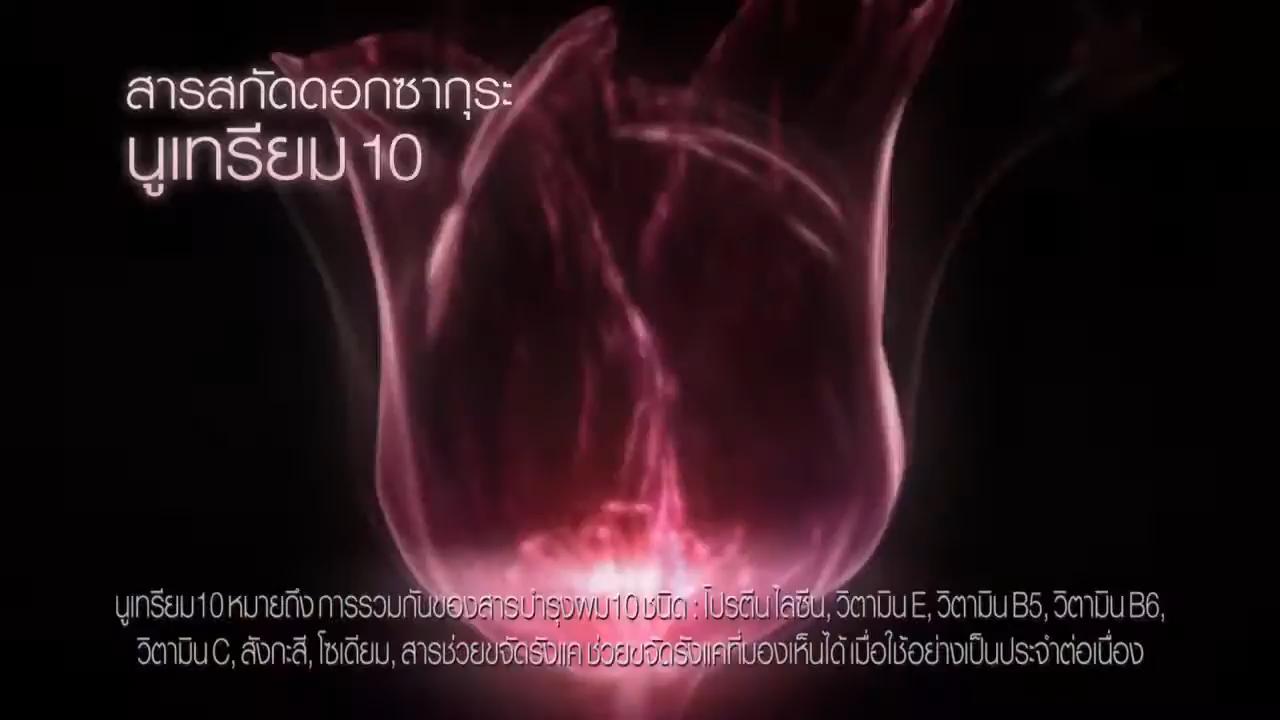 สารสกัดดอกซากุระ
นูเทรียม 10
นูเทรียม10 หมายถึง การรวมกันของสารบำรุงผม10 ชนิด : โปรตีน ไลซีน, วิตามิน E, วิตามิน B5, วิตามิน B6,
วิตามิน C, สังกะสี, โซเดียม, สารช่วยขจัดรังแค ช่วยขจัดรังแคที่มองเห็นได้ เมื่อใช้อย่างเป็นประจำต่อเนื่อง